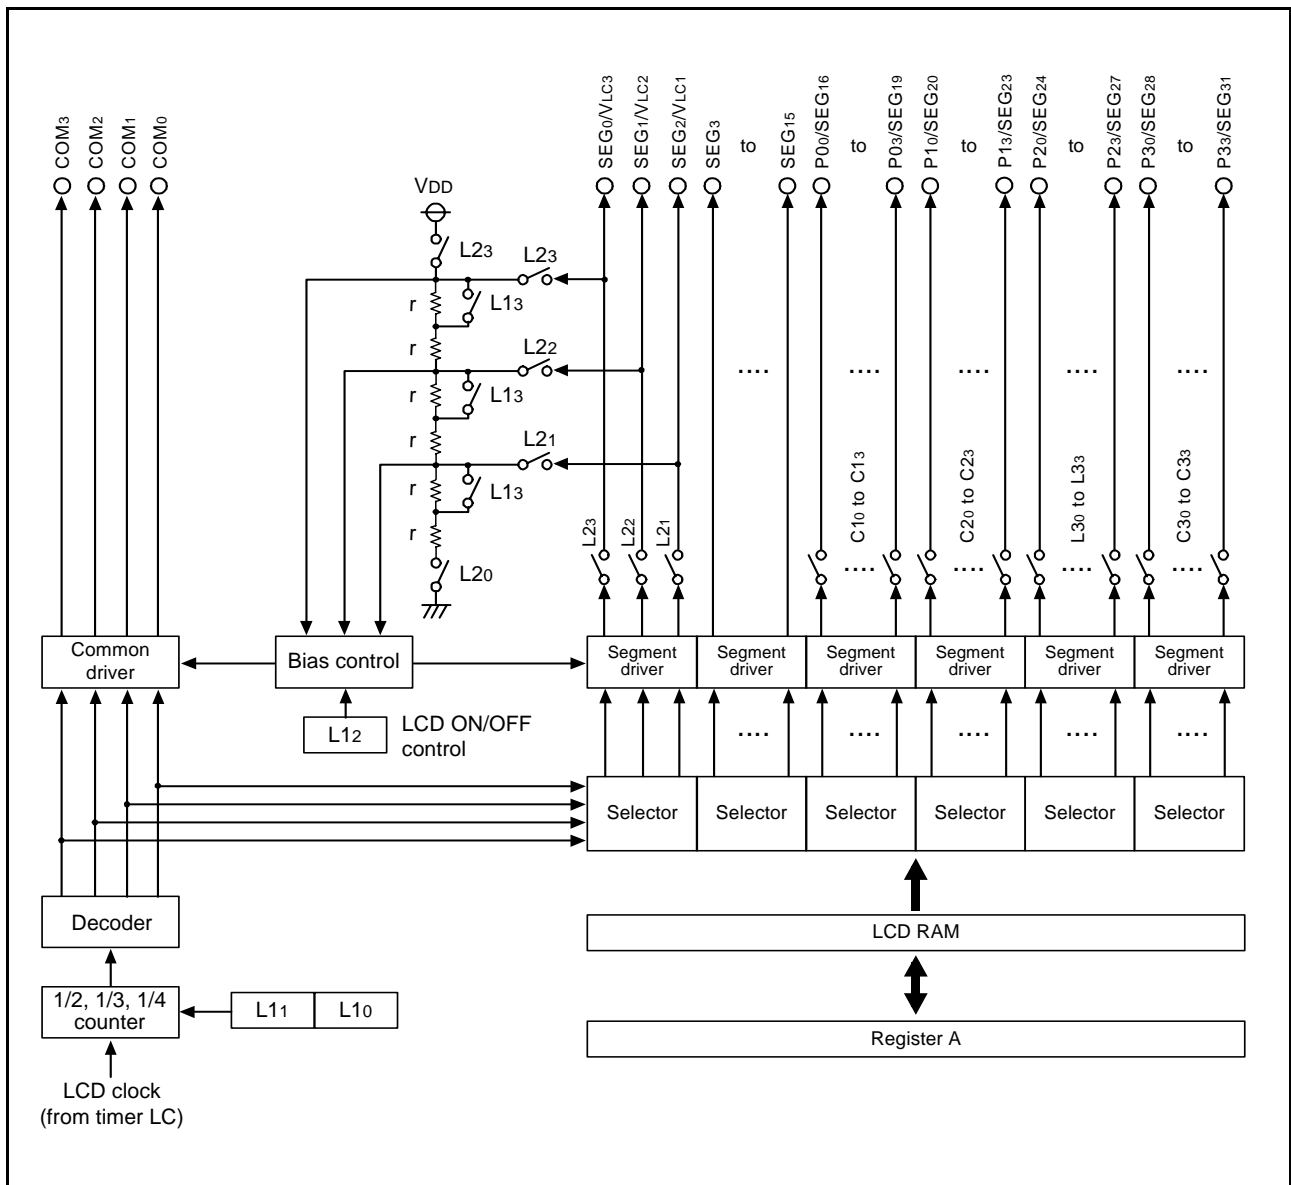 COM3
COM2
COM1
COM0
SEG0/VLC3
SEG1/VLC2
SEG2/VLC1
SEG3
to
SEG15
P00/SEG16
to
P03/SEG19
P10/SEG20
to
P13/SEG23
P20/SEG24
to
P23/SEG27
P30/SEG28
to
P33/SEG31
VDD
L23
L23
r
L13
r
L22
r
L13
r
L21
r
L13
r
L20
....
....
....
....
....
L23
L22
L21
C10 to C13
C20 to C23
L30 to L33
C30 to C33
....
....
....
....
Common
driver
Bias control
Segment
driver
Segment
driver
Segment
driver
Segment
driver
Segment
driver
Segment
driver
L12
LCD ON/OFF
control
....
....
....
....
....
Selector
Selector
Selector
Selector
Selector
Selector
Decoder
LCD RAM
1/2, 1/3, 1/4
counter
L11
L10
Register A
LCD clock
(from timer LC)